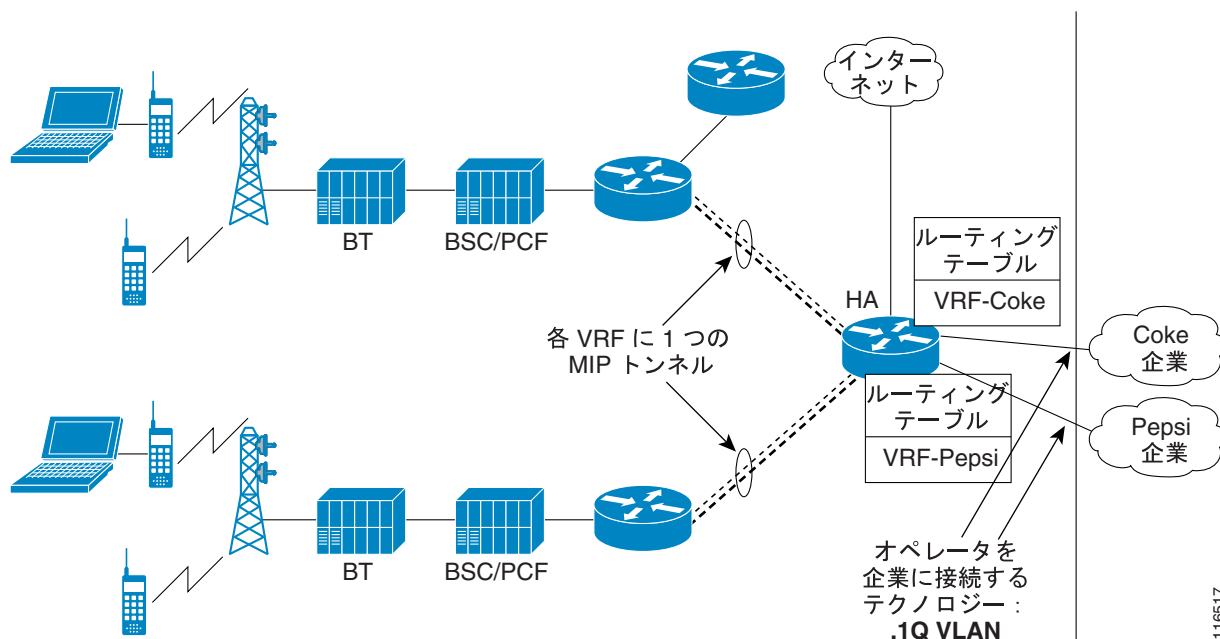 インター
ネット
BT
BSC/PCF
ルーティング
テーブル
VRF-Coke
HA
各 VRF に 1 つの
MIP トンネル
Coke
企業
ルーティング
テーブル
VRF-Pepsi
Pepsi
企業
BT
BSC/PCF
オペレータを
企業に接続する
テクノロジー :
.1Q VLAN
116517